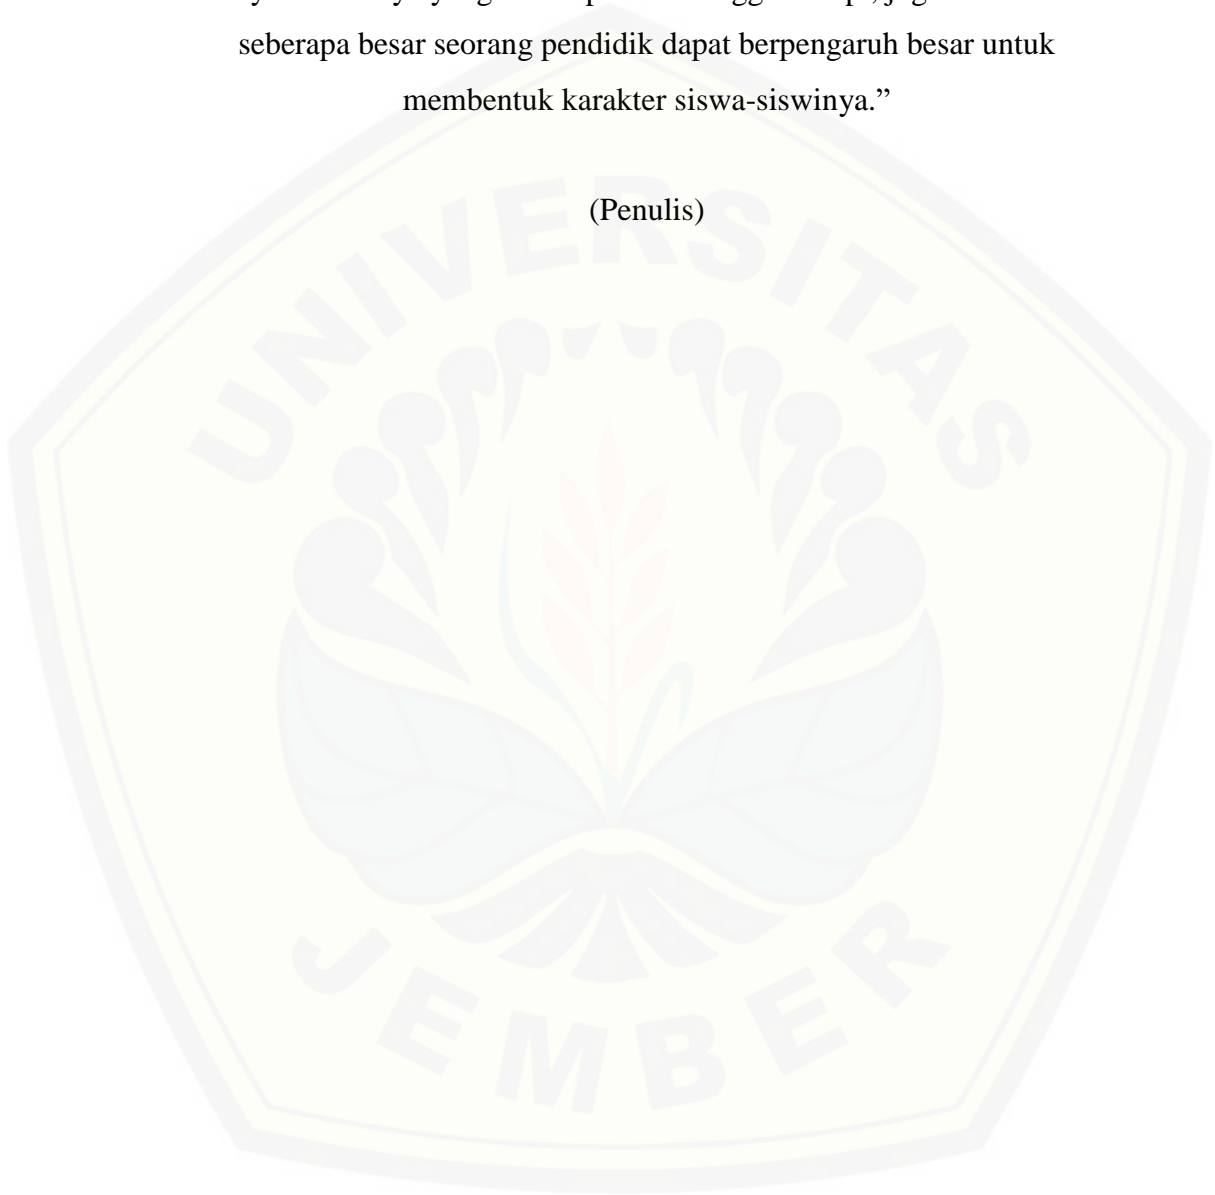 seberapa besar seorang pendidik dapat berpengaruh besar untuk
membentuk karakter siswa-siswinya.”
(Penulis)
UNIVERSITAS
JEMBER